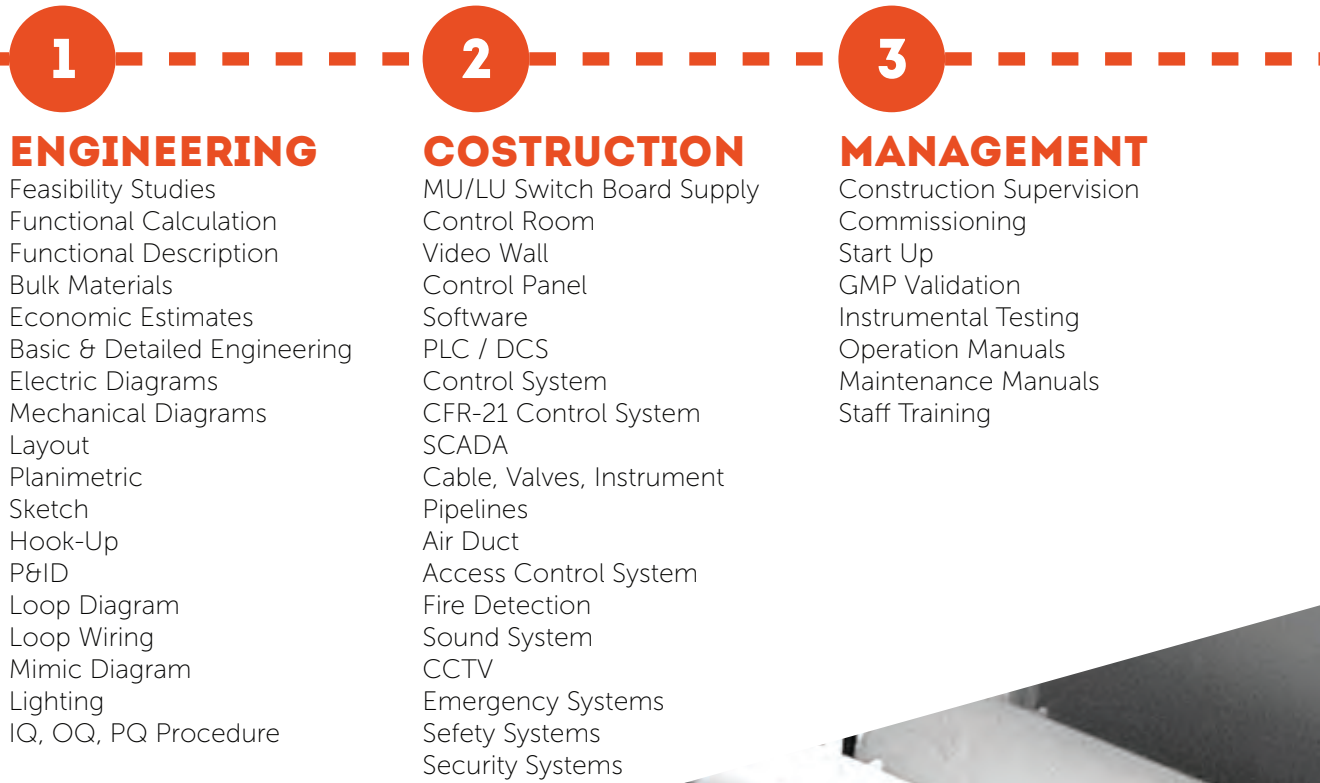 1
ENGINEERING
Feasibility Studies
Functional Calculation
Functional Description
Bulk Materials
Economic Estimates
Basic & Detailed Engineering
Electric Diagrams
Mechanical Diagrams
Layout
Planimetric
Sketch
Hook-Up
P&ID
Loop Diagram
Loop Wiring
Mimic Diagram
Lighting
IQ, OQ, PQ Procedure
2
COSTRUCTION
MU/LU Switch Board Supply
Control Room
Video Wall
Control Panel
Software
PLC / DCS
Control System
CFR-21 Control System
SCADA
Cable, Valves, Instrument
Pipelines
Air Duct
Access Control System
Fire Detection
Sound System
CCTV
Emergency Systems
Sefety Systems
Security Systems
3
MANAGEMENT
Construction Supervision
Commissioning
Start Up
GMP Validation
Instrumental Testing
Operation Manuals
Maintenance Manuals
Staff Training